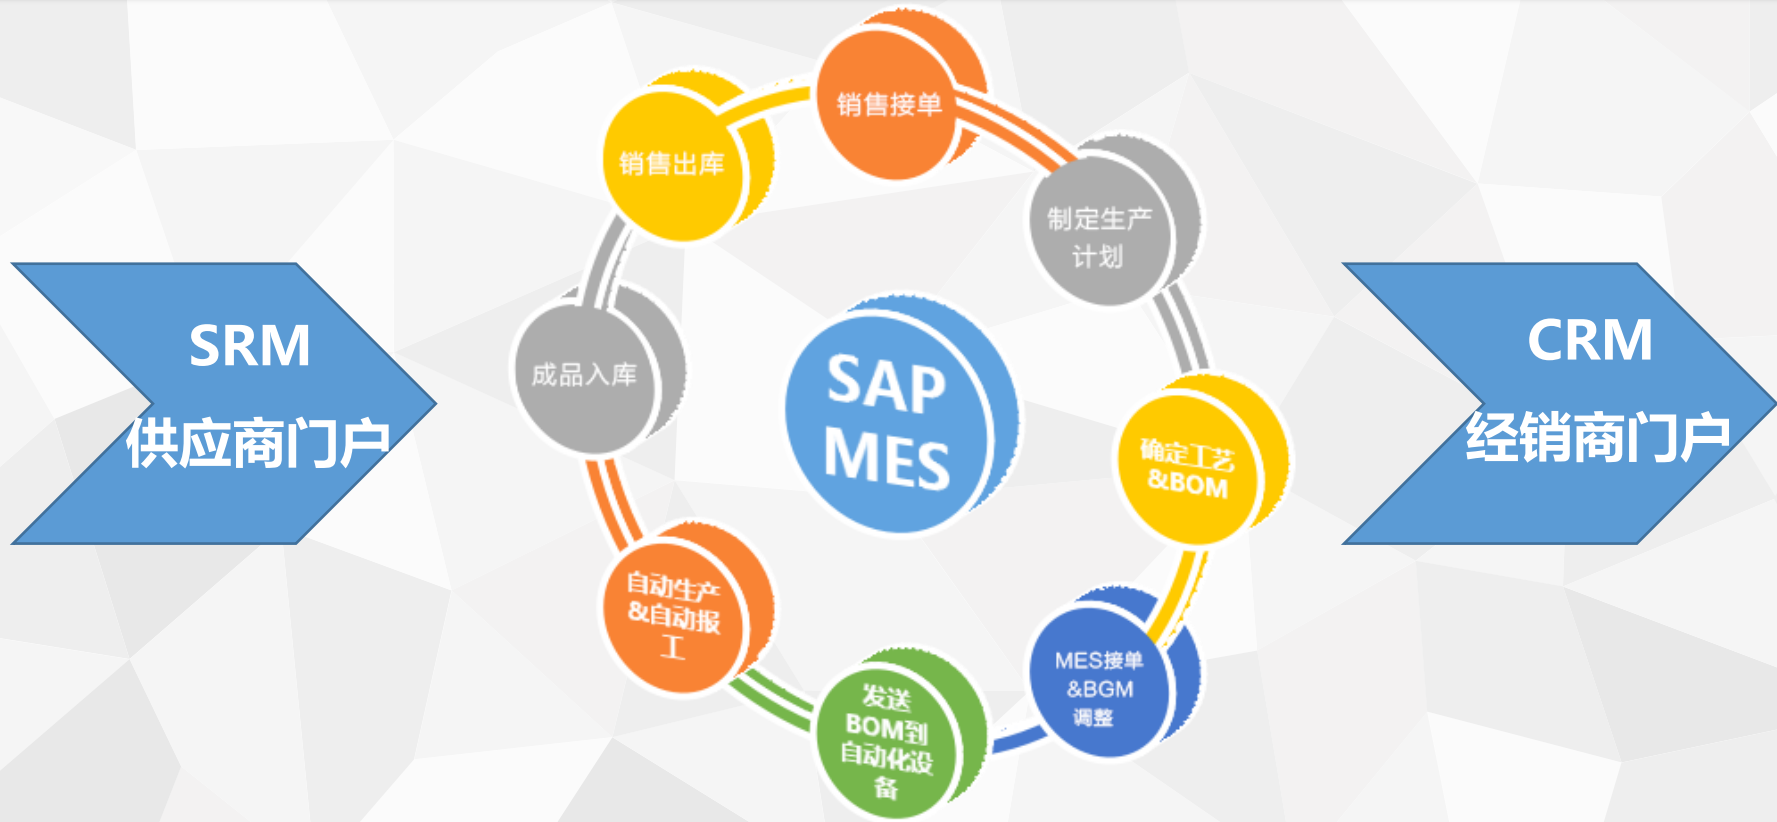 SRM
供应商门户
销售接单
制定生产
计划
确定工艺
&BOM
MES接单
&BGM
调整
发送
BOM到
自动化设
备
自动生产
&自动报
工
成品入库
销售出库
SAP
MES
CRM
经销商门户